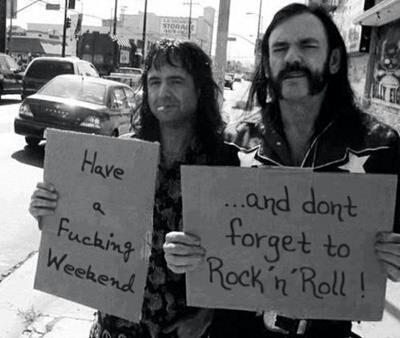 Have
a
Fucking
Weekend
...and dont
forget to
Rock'n'Roll!